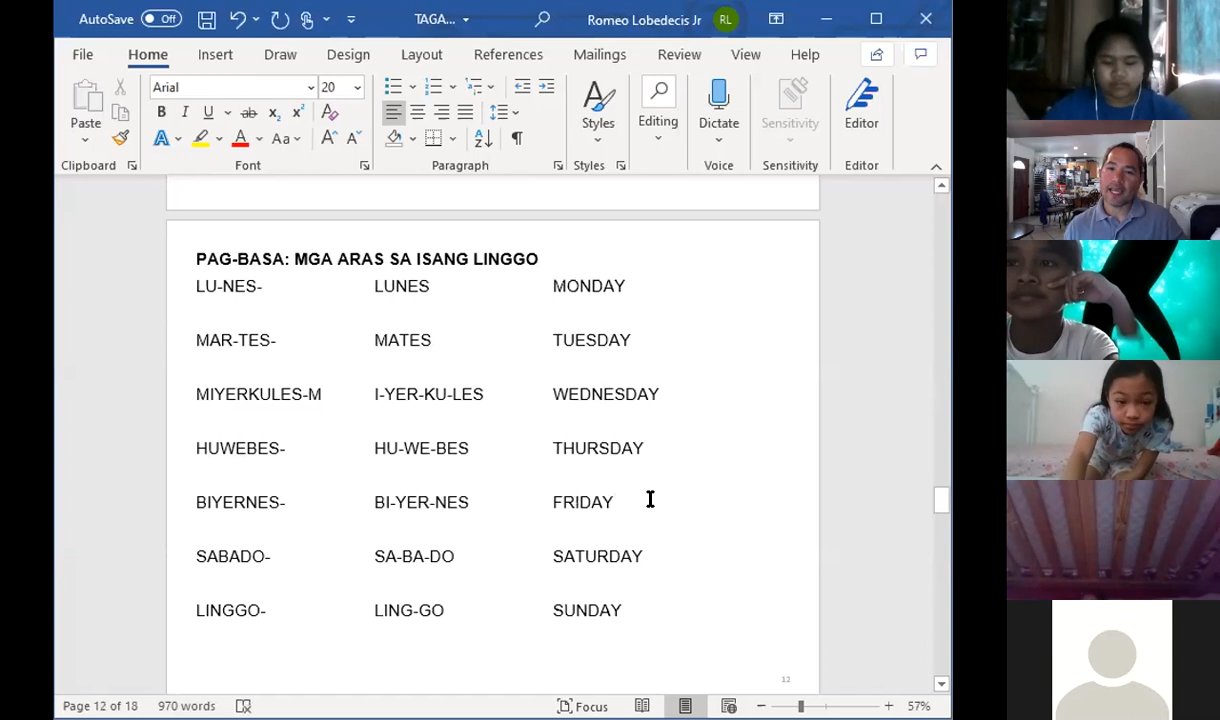 AutoSave Off TAGA... Romeo Lobedecis Jr RL
File Home Insert Draw Design Layout References Mailings Review View Help
Arial 20
Paste Styles Editing Dictate Sensitivity Editor
B I U ab x₂ x² A
A A Aa A A
Clipboard Font Paragraph Styles Voice Sensitivity Editor
PAG-BASA: MGA ARAS SA ISANG LINGGO
LU-NES- LUNES MONDAY
MAR-TES- MATES TUESDAY
MIYERKULES-M I-YER-KU-LES WEDNESDAY
HUWEBES- HU-WE-BES THURSDAY
BIYERNES- BI-YER-NES FRIDAY
SABADO- SA-BA-DO SATURDAY
LINGGO- LING-GO SUNDAY
12
Page 12 of 18 970 words Focus 57%